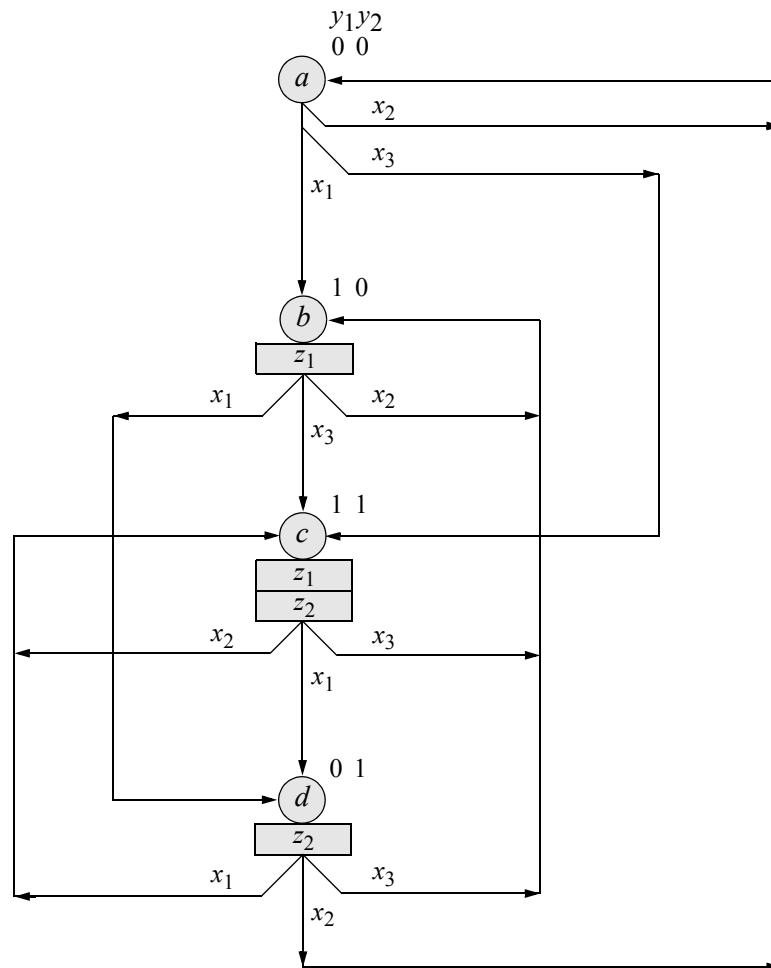 y₁y₂
0 0
a
x₂
x₃
x₁
1 0
b
z₁
x₁
x₂
x₃
1 1
c
z₁
z₂
x₂
x₃
x₁
0 1
d
z₂
x₁
x₃
x₂